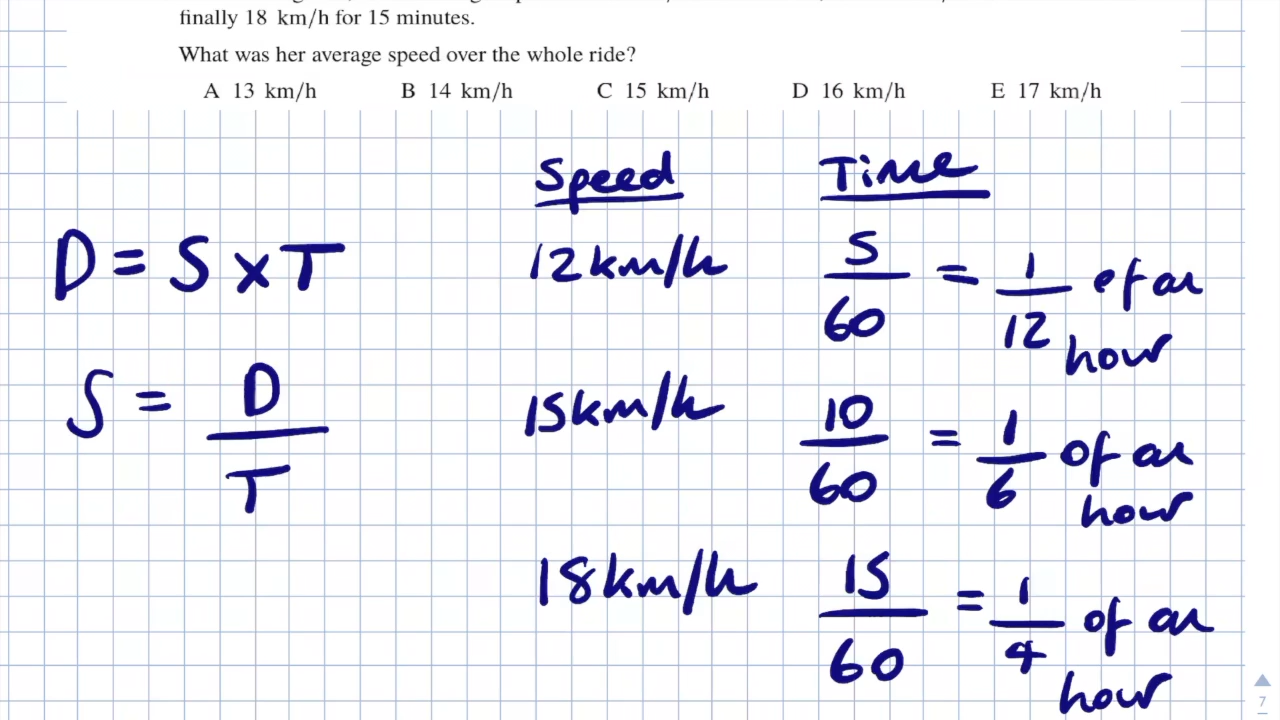 finally 18 km/h for 15 minutes.
What was her average speed over the whole ride?
A 13 km/h B 14 km/h C 15 km/h D 16 km/h E 17 km/h
Speed Time
D = S x T 12km/h 5/60 = 1/12 of an hour
S = D/T 15km/h 10/60 = 1/6 of an hour
18km/h 15/60 = 1/4 of an hour
7